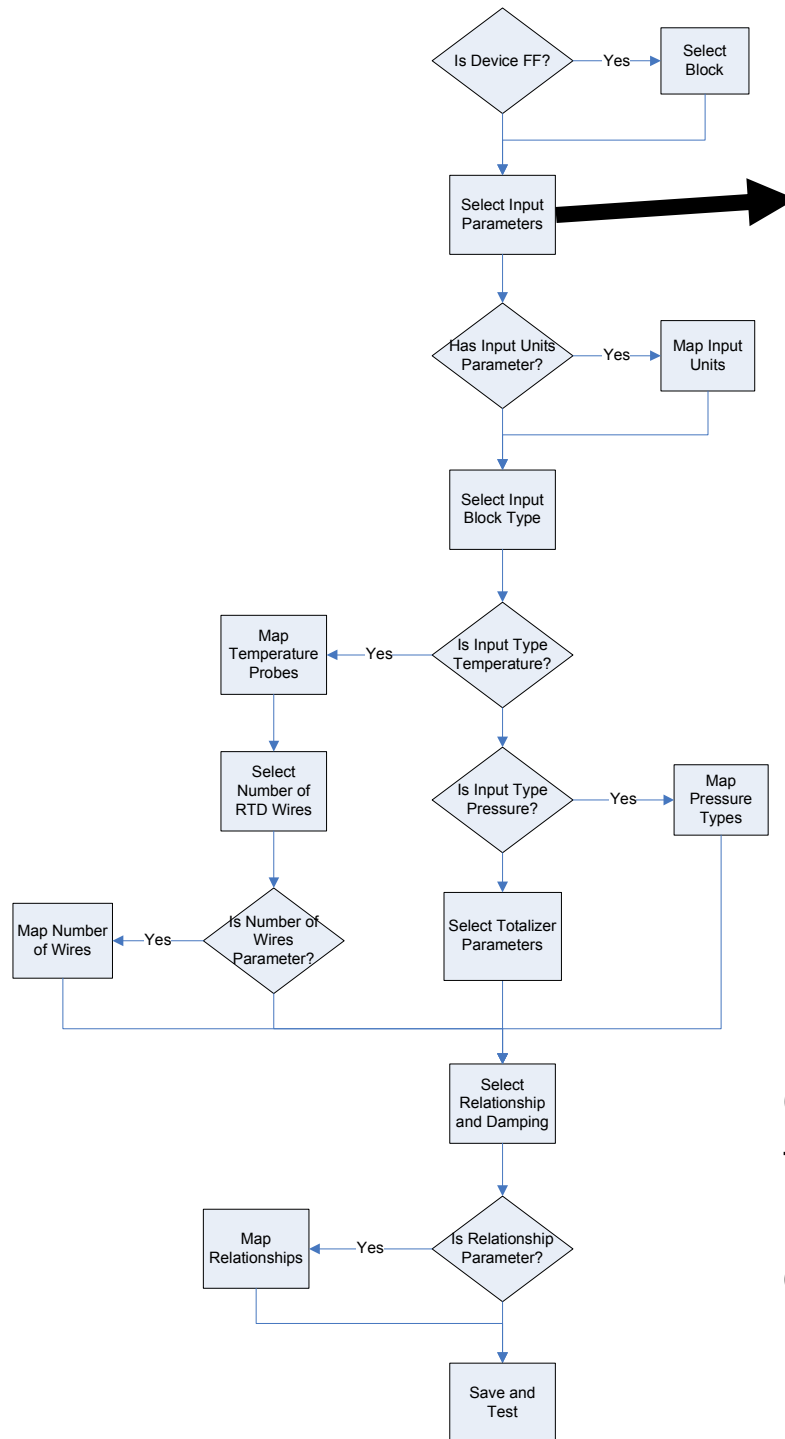 Is Device FF?
Yes
Select
Block
Select Input
Parameters
Has Input Units
Parameter?
Yes
Map Input
Units
Select Input
Block Type
Map
Temperature
Probes
Yes
Is Input Type
Temperature?
Select
Number of
RTD Wires
Is Input Type
Pressure?
Yes
Map
Pressure
Types
Map Number
of Wires
Yes
Is Number of
Wires
Parameter?
Select Totalizer
Parameters
Select
Relationship
and Damping
Map
Relationships
Yes
Is Relationship
Parameter?
Save and
Test